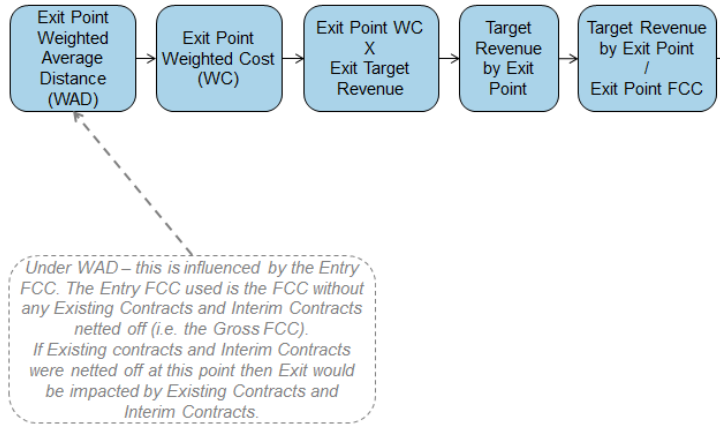 Exit Point
Weighted
Average
Distance
(WAD)
Exit Point
Weighted Cost
(WC)
Exit Point WC
X
Exit Target
Revenue
Target
Revenue
by Exit
Point
Target Revenue
by Exit Point
/
Exit Point FCC
Under WAD – this is influenced by the Entry
FCC. The Entry FCC used is the FCC without
any Existing Contracts and Interim Contracts
netted off (i.e. the Gross FCC).
If Existing contracts and Interim Contracts
were netted off at this point then Exit would
be impacted by Existing Contracts and
Interim Contracts.